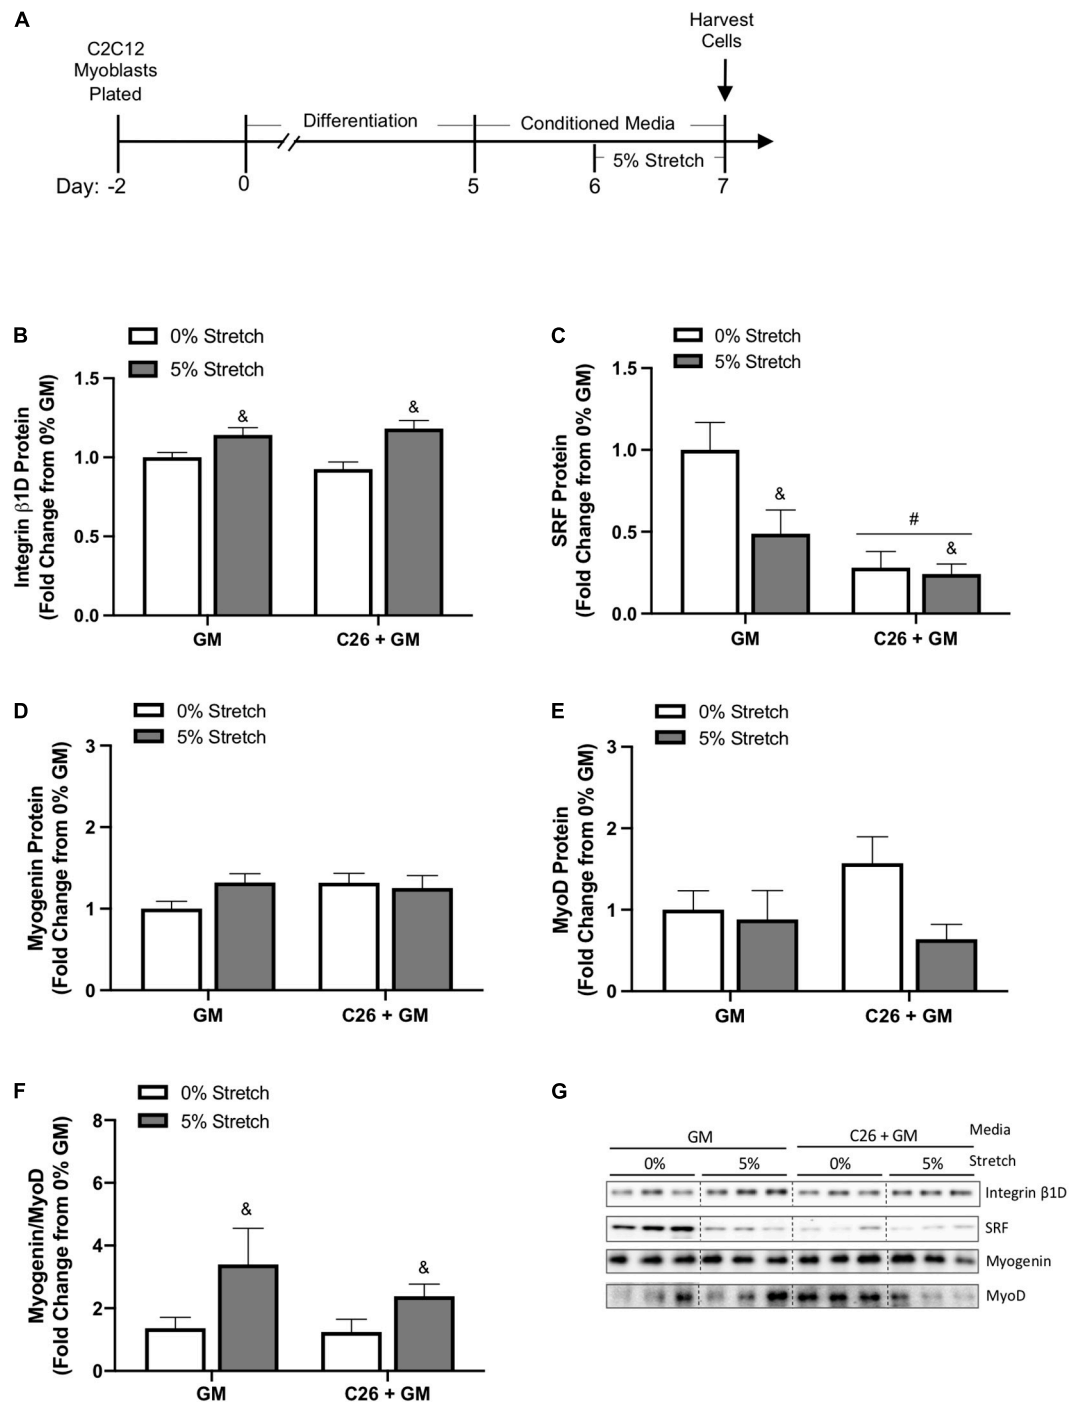 A
C2C12
Myoblasts
Plated
Harvest
Cells
Differentiation
Conditioned Media
5% Stretch
Day: -2
0
5
6
7
B
0% Stretch
5% Stretch
Integrin β1D Protein
(Fold Change from 0% GM)
1.5
1.0
0.5
0.0
&
&
GM
C26 + GM
C
0% Stretch
5% Stretch
SRF Protein
(Fold Change from 0% GM)
1.5
1.0
0.5
0.0
&
#
&
GM
C26 + GM
D
0% Stretch
5% Stretch
Myogenin Protein
(Fold Change from 0% GM)
3
2
1
0
GM
C26 + GM
E
0% Stretch
5% Stretch
MyoD Protein
(Fold Change from 0% GM)
3
2
1
0
GM
C26 + GM
F
0% Stretch
5% Stretch
Myogenin/MyoD
(Fold Change from 0% GM)
8
6
4
2
0
&
&
GM
C26 + GM
G
GM
C26 + GM
Media
0%
5%
0%
5%
Stretch
Integrin β1D
SRF
Myogenin
MyoD